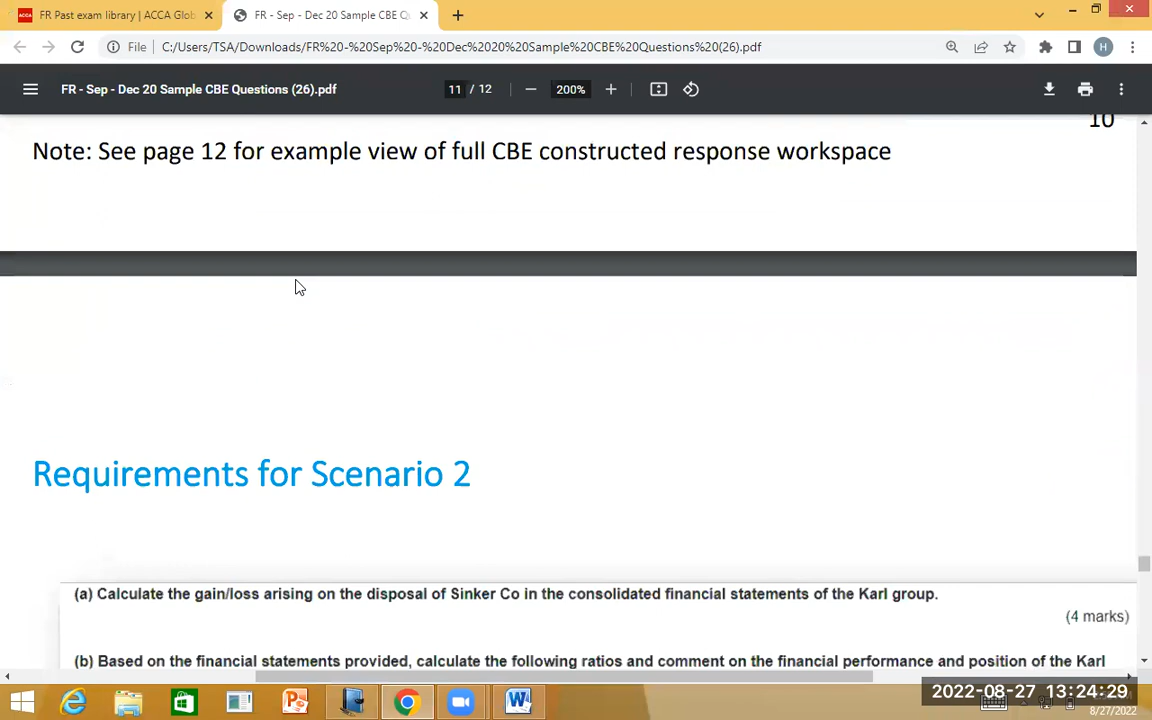 FR Past exam library | ACCA Glob
FR - Sep - Dec 20 Sample CBE Q
File
C:/Users/TSA/Downloads/FR%20-%20Sep%20-%20Dec%2020%20Sample%20CBE%20Questions%20(26).pdf
H
FR - Sep - Dec 20 Sample CBE Questions (26).pdf
11 / 12
200%
10
Note: See page 12 for example view of full CBE constructed response workspace
Requirements for Scenario 2
(a) Calculate the gain/loss arising on the disposal of Sinker Co in the consolidated financial statements of the Karl group.
(4 marks)
(b) Based on the financial statements provided, calculate the following ratios and comment on the financial performance and position of the Karl
2022-08-27 13:24:29
8/27/2022